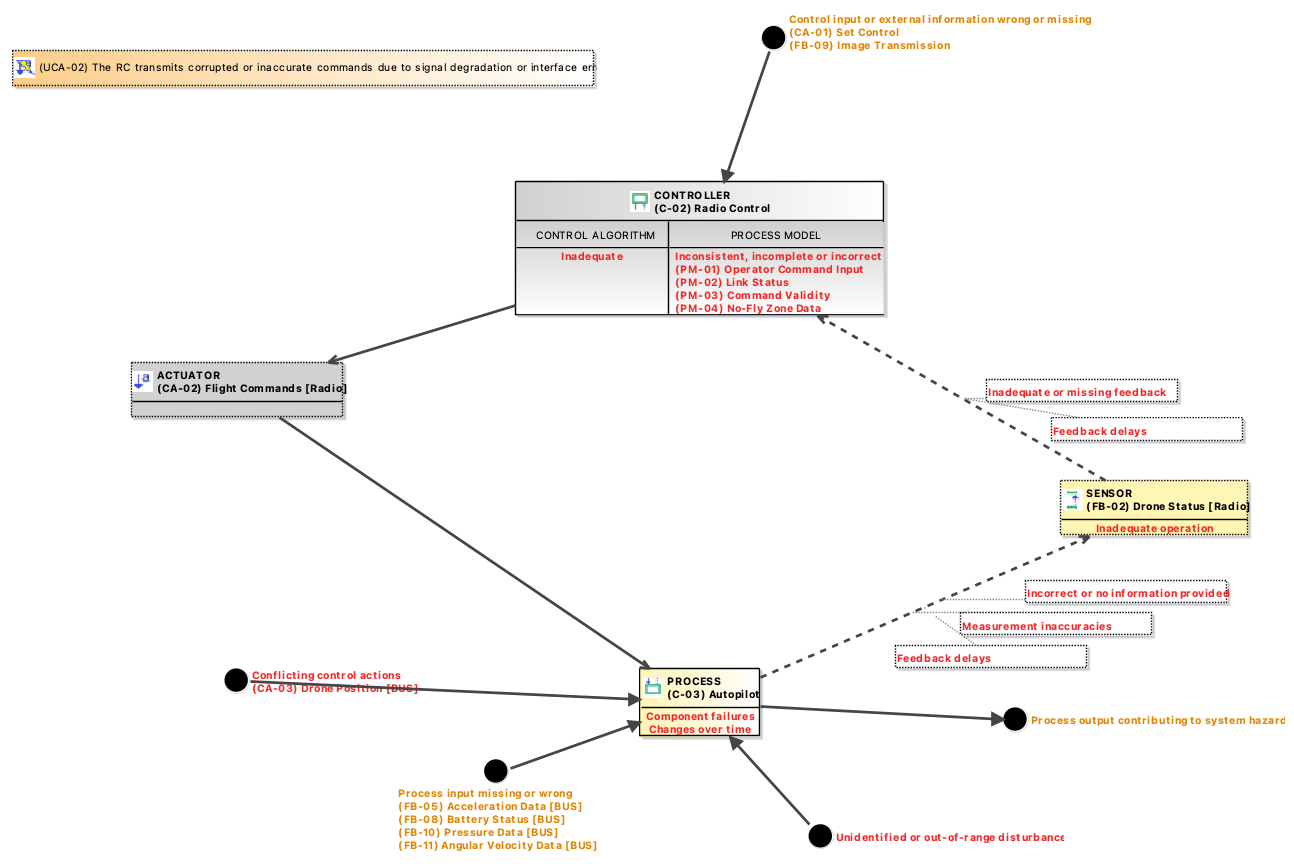 Control input or external information wrong or missing
(CA-01) Set Control
(FB-09) Image Transmission
(UCA-02) The RC transmits corrupted or inaccurate commands due to signal degradation or interface
CONTROLLER
(C-02) Radio Control
CONTROL ALGORITHM
PROCESS MODEL
Inadequate
Inconsistent, incomplete or incorrect
(PM-01) Operator Command Input
(PM-02) Link Status
(PM-03) Command Validity
(PM-04) No-Fly Zone Data
ACTUATOR
(CA-02) Flight Commands [Radio]
Inadequate or missing feedback
Feedback delays
SENSOR
(FB-02) Drone Status [Radio]
Inadequate operation
Incorrect or no information provided
Measurement inaccuracies
Feedback delays
Conflicting control actions
(CA-03) Drone Position [BUS]
PROCESS
(C-03) Autopilot
Component failures
Changes over time
Process output contributing to system hazard
Process input missing or wrong
(FB-05) Acceleration Data [BUS]
(FB-08) Battery Status [BUS]
(FB-10) Pressure Data [BUS]
(FB-11) Angular Velocity Data [BUS]
Unidentified or out-of-range disturbance